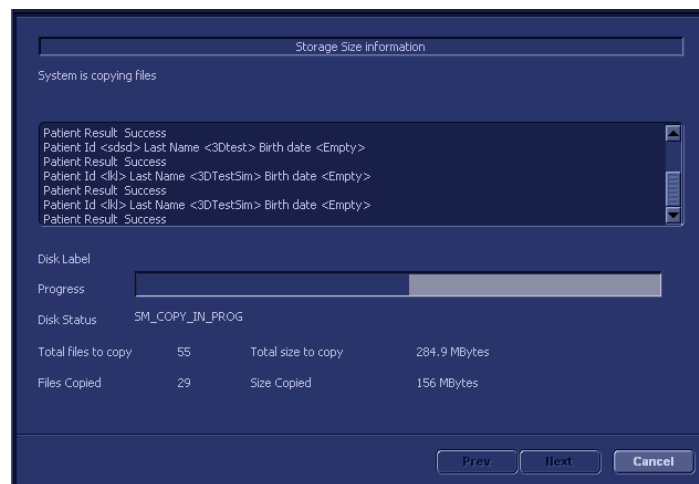 Storage Size information
System is copying files
Patient Result  Success
Patient Id <sdsd> Last Name <3Dtest> Birth date <Empty>
Patient Result  Success
Patient Id <lkl> Last Name <3DTestSim> Birth date <Empty>
Patient Result  Success
Patient Id <lkl> Last Name <3DTestSim> Birth date <Empty>
Patient Result  Success
Disk Label
Progress
Disk Status SM_COPY_IN_PROG
Total files to copy 55 Total size to copy 284.9 MBytes
Files Copied 29 Size Copied 156 MBytes
Prev Next Cancel